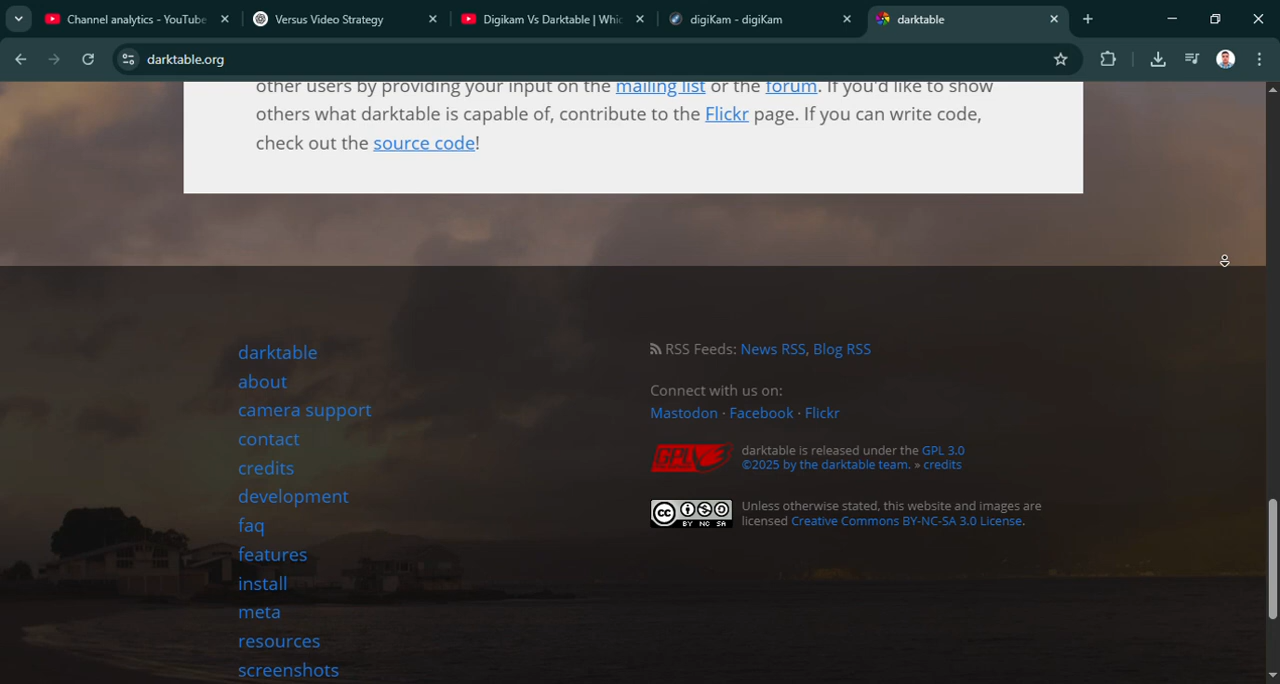 Channel analytics - YouTube
Versus Video Strategy
Digikam Vs Darktable | Whic
digiKam - digiKam
darktable
darktable.org
other users by providing your input on the mailing list or the forum. If you'd like to show
others what darktable is capable of, contribute to the Flickr page. If you can write code,
check out the source code!
darktable
about
camera support
contact
credits
development
faq
features
install
meta
resources
screenshots
RSS Feeds: News RSS, Blog RSS
Connect with us on:
Mastodon · Facebook · Flickr
GPLv3
darktable is released under the GPL 3.0
©2025 by the darktable team. » credits
cc
BY NC SA
Unless otherwise stated, this website and images are
licensed Creative Commons BY-NC-SA 3.0 License.